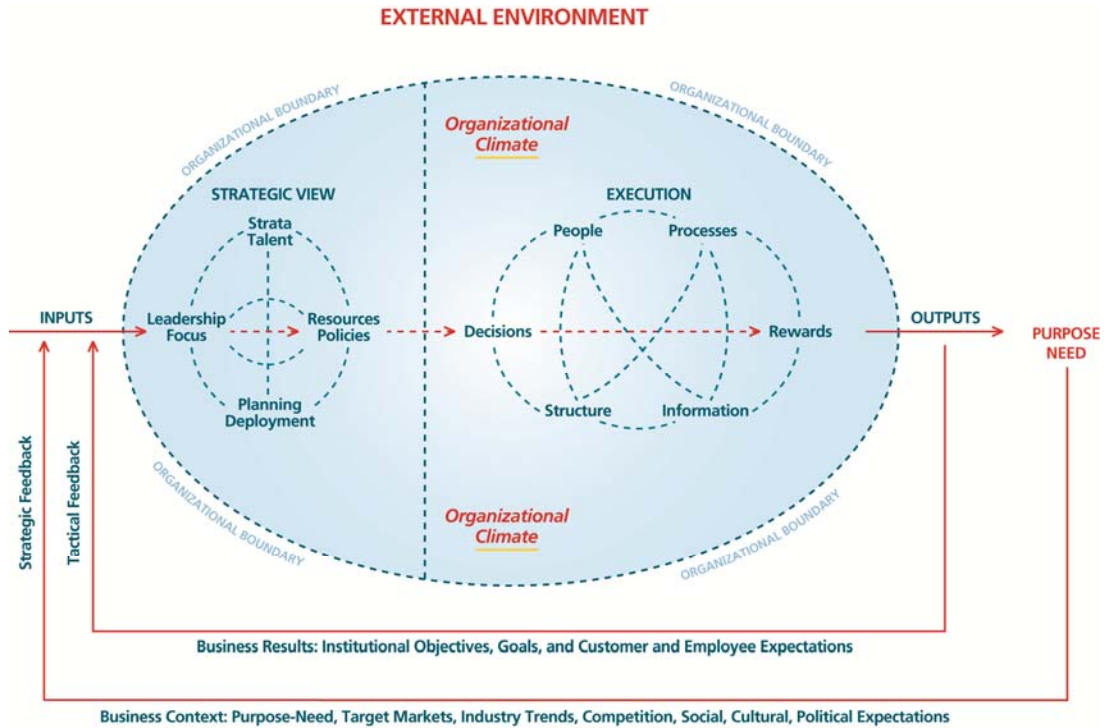 EXTERNAL ENVIRONMENT
ORGANIZATIONAL BOUNDARY
ORGANIZATIONAL BOUNDARY
Organizational
Climate
STRATEGIC VIEW
Strata
Talent
EXECUTION
People
Processes
INPUTS
Leadership
Focus
Resources
Policies
Decisions
Rewards
OUTPUTS
PURPOSE
NEED
Planning
Deployment
Structure
Information
Strategic Feedback
Tactical Feedback
ORGANIZATIONAL BOUNDARY
ORGANIZATIONAL BOUNDARY
Organizational
Climate
Business Results: Institutional Objectives, Goals, and Customer and Employee Expectations
Business Context: Purpose-Need, Target Markets, Industry Trends, Competition, Social, Cultural, Political Expectations